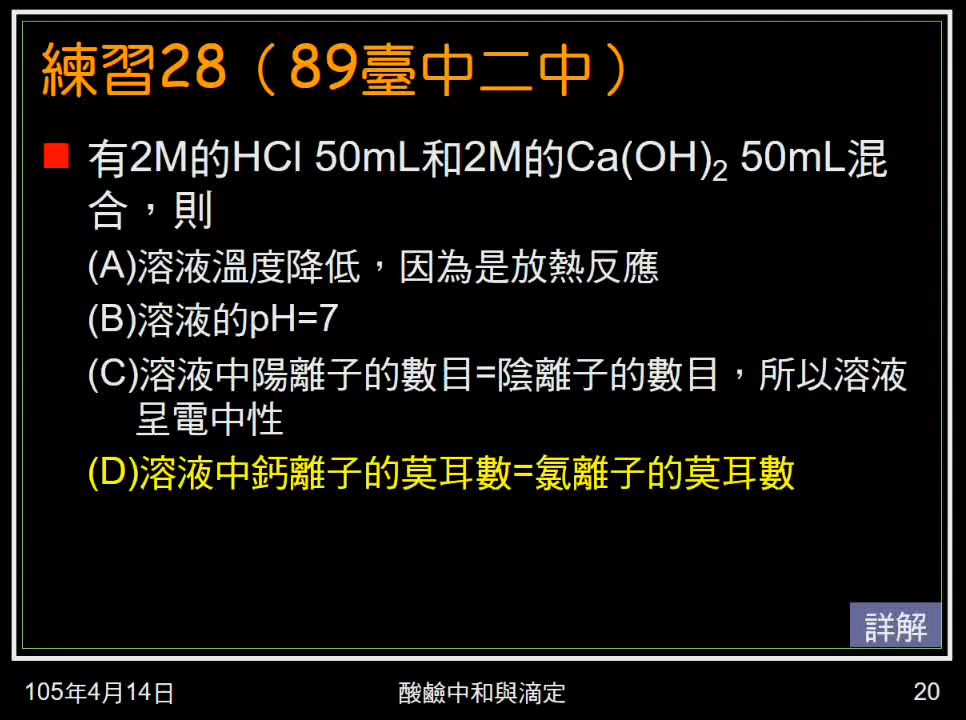 練習28（89臺中二中）
有2M的HCl 50mL和2M的Ca(OH)₂ 50mL混
合，則
(A)溶液溫度降低，因為是放熱反應
(B)溶液的pH=7
(C)溶液中陽離子的數目=陰離子的數目，所以溶液
呈電中性
(D)溶液中鈣離子的莫耳數=氯離子的莫耳數
詳解
105年4月14日
酸鹼中和與滴定
20